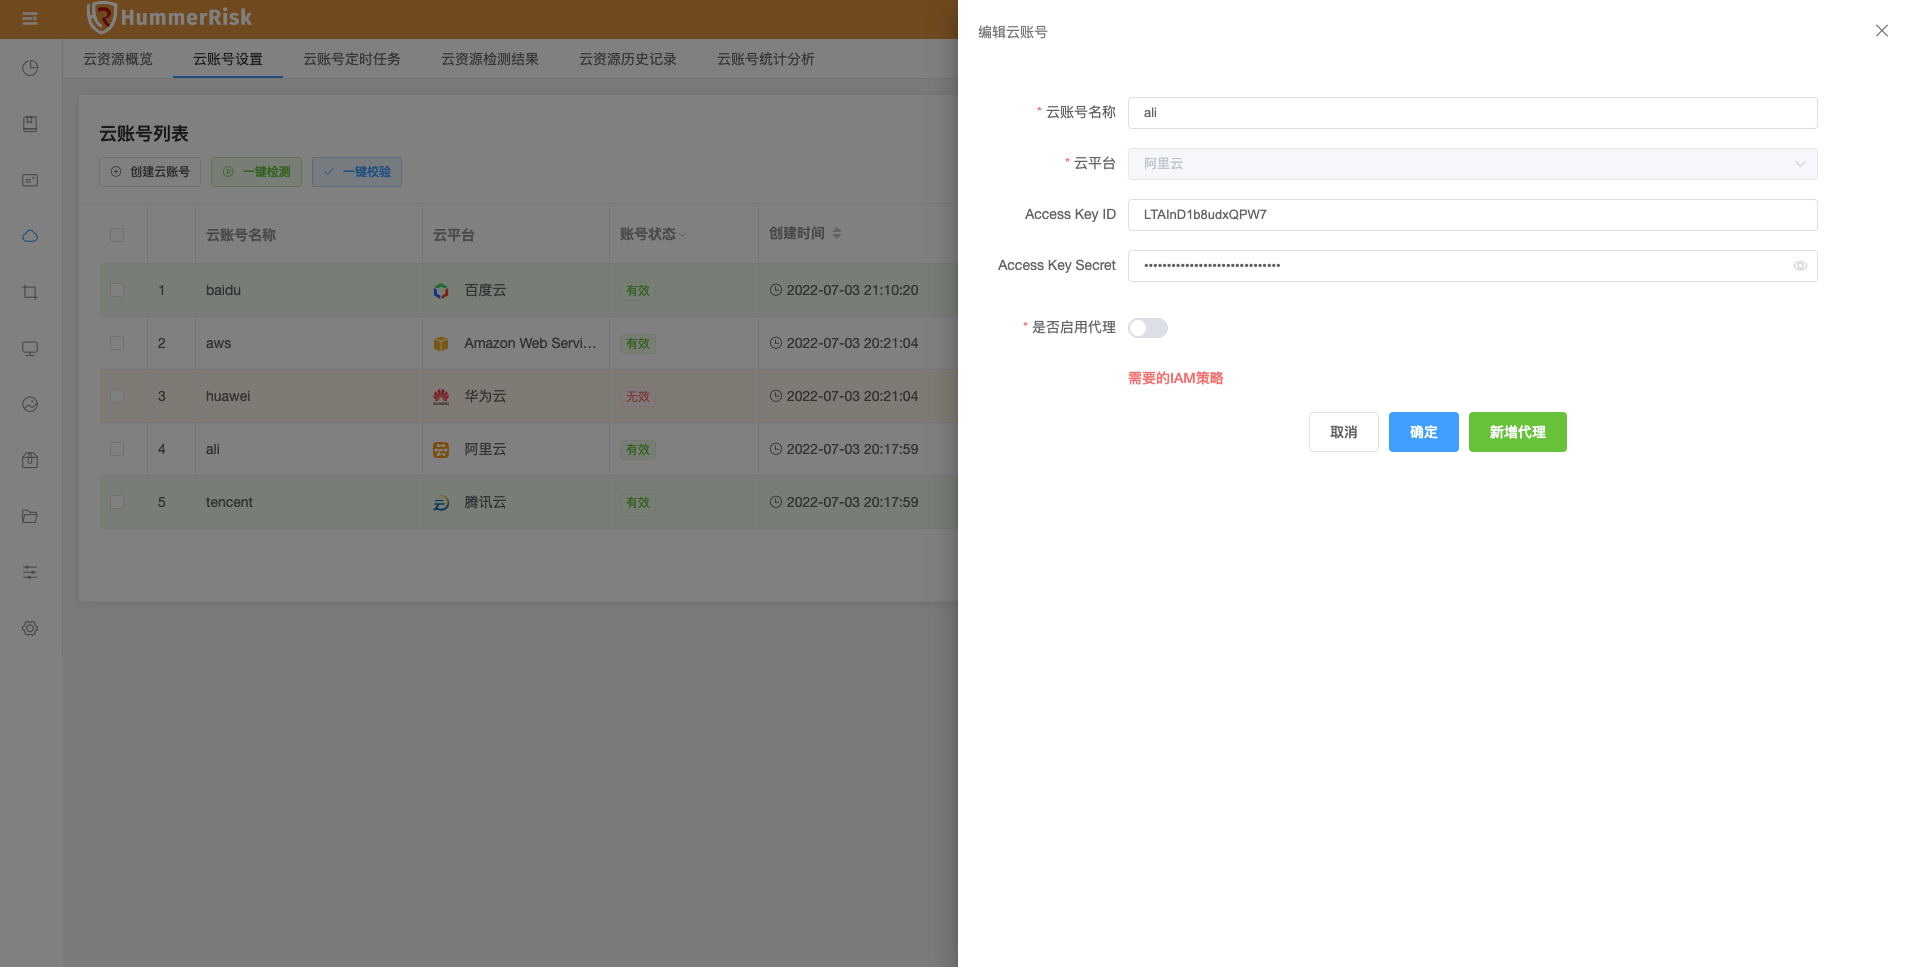 HummerRisk
云资源概览 云账号设置 云账号定时任务 云资源检测结果 云资源历史记录 云账号统计分析
云账号列表
创建云账号 一键检测 一键校验
云账号名称 云平台 账号状态 创建时间
1 baidu 百度云 有效 2022-07-03 21:10:20
2 aws Amazon Web Servi... 有效 2022-07-03 20:21:04
3 huawei 华为云 无效 2022-07-03 20:21:04
4 ali 阿里云 有效 2022-07-03 20:17:59
5 tencent 腾讯云 有效 2022-07-03 20:17:59
编辑云账号
* 云账号名称 ali
* 云平台 阿里云
Access Key ID LTAInD1b8udxQPW7
Access Key Secret ••••••••••••••••••••••••••••••
* 是否启用代理
需要的IAM策略
取消 确定 新增代理